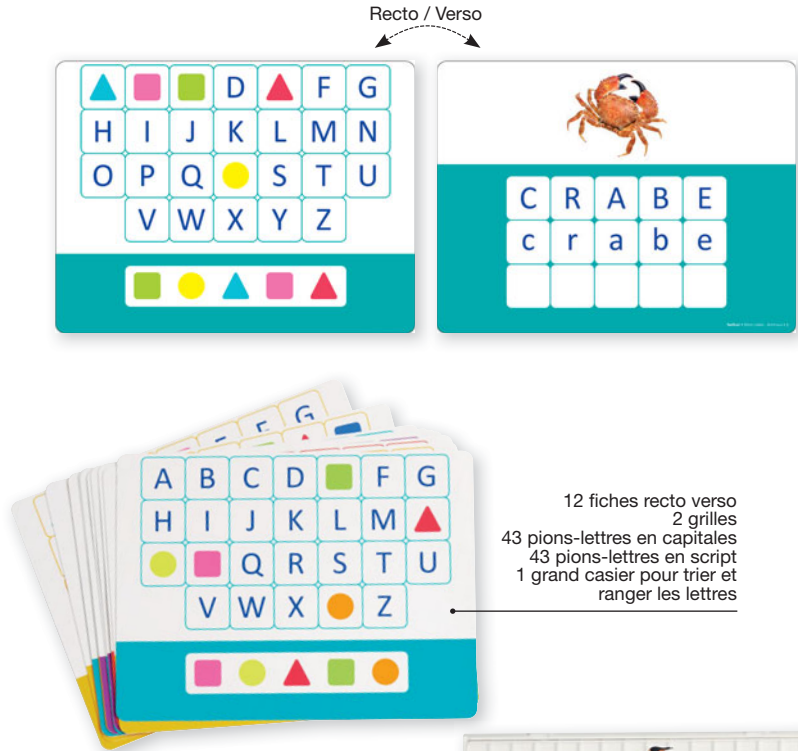 Recto / Verso
D F G
H I J K L M N
O P Q S T U
V W X Y Z
C R A B E
c r a b e
G
A B C D F G
H I J K L M
Q R S T U
V W X Z
12 fiches recto verso
2 grilles
43 pions-lettres en capitales
43 pions-lettres en script
1 grand casier pour trier et
ranger les lettres